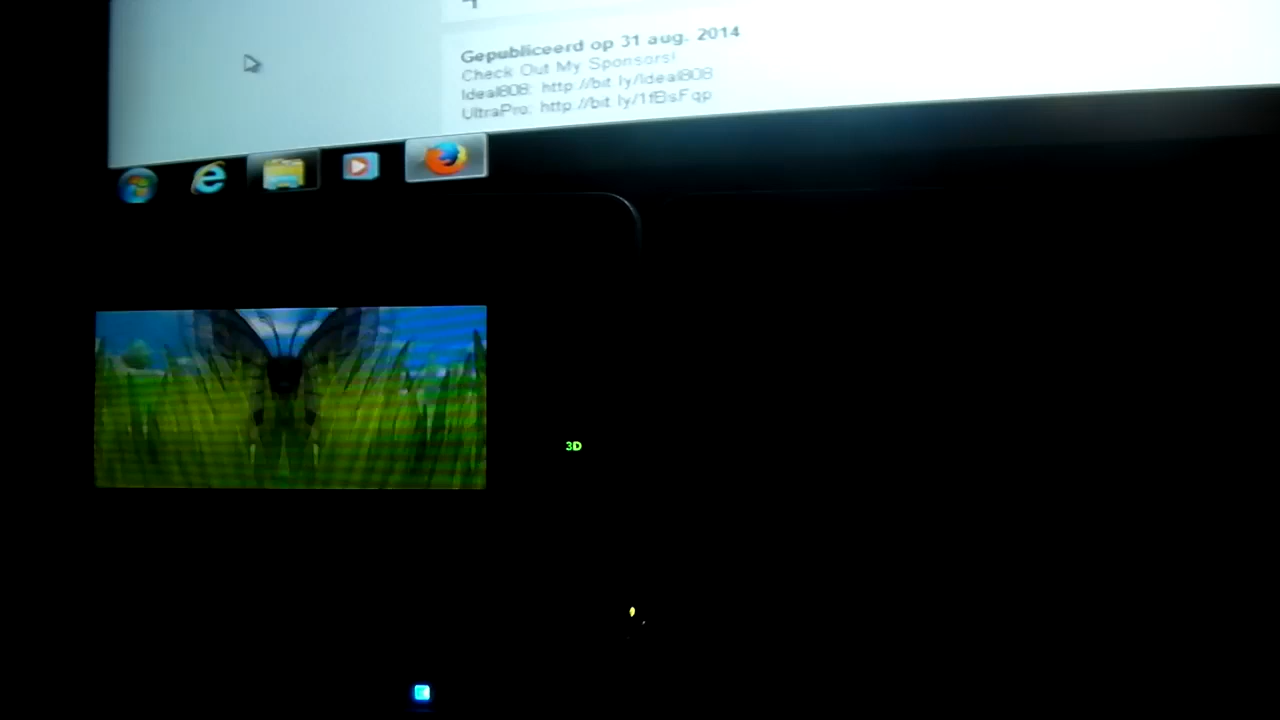 Gepubliceerd op 31 aug. 2014
Check Out My Sponsors!
Ideal808: http://bit.ly/Ideal808
UltraPro: http://bit.ly/1fBsFqp
3D